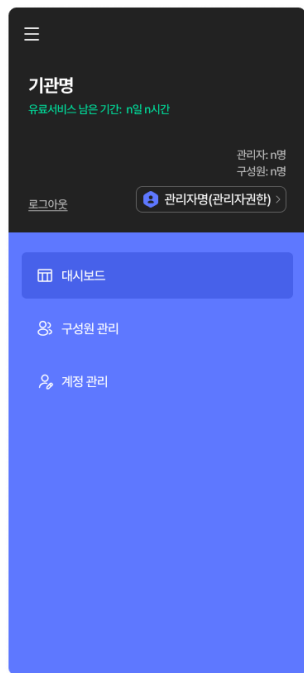 기관명
유료서비스 남은 기간: n일 n시간
관리자: n명
구성원: n명
로그아웃
관리자명(관리자권한)
대시보드
구성원 관리
계정 관리